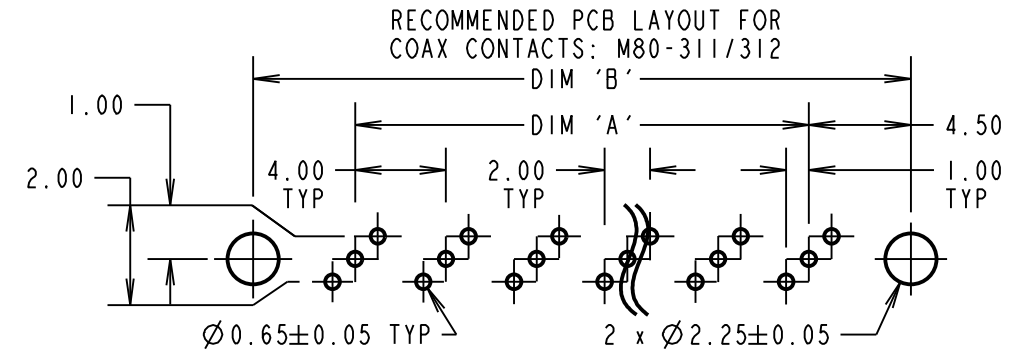 RECOMMENDED PCB LAYOUT FOR
COAX CONTACTS: M80-311/312
DIM 'B'
1.00
DIM 'A'
4.50
4.00
TYP
2.00
TYP
1.00
TYP
2.00
Ø0.65±0.05 TYP
2 x Ø2.25±0.05